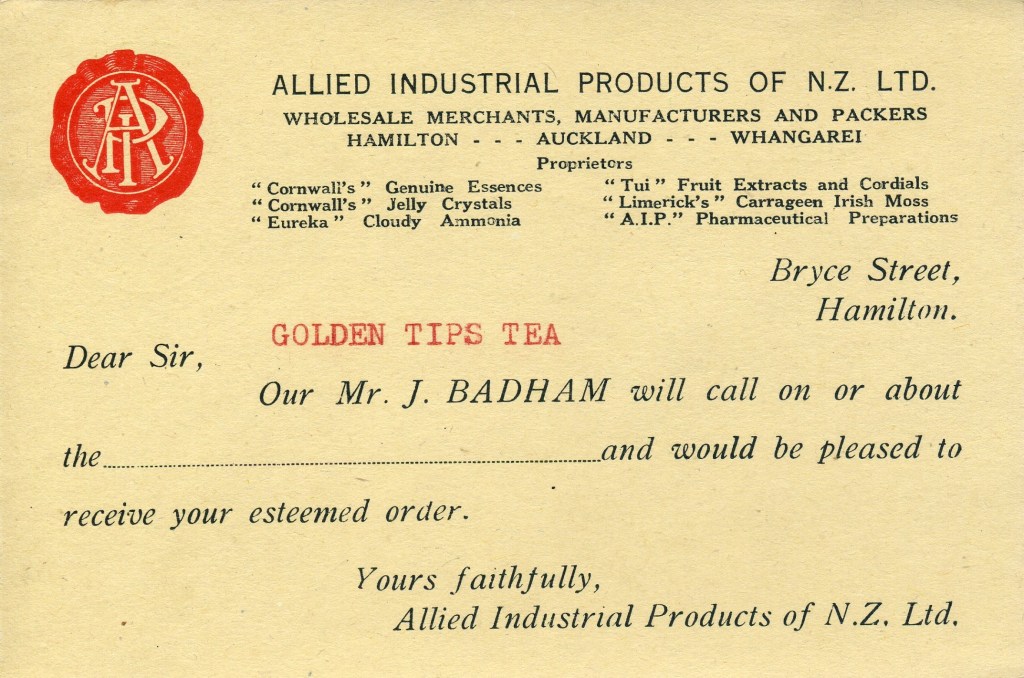 AIP
ALLIED INDUSTRIAL PRODUCTS OF N.Z. LTD.
WHOLESALE MERCHANTS, MANUFACTURERS AND PACKERS
HAMILTON - - - AUCKLAND - - - WHANGAREI
Proprietors
"Cornwall's" Genuine Essences "Tui" Fruit Extracts and Cordials
"Cornwall's" Jelly Crystals "Limerick's" Carrageen Irish Moss
"Eureka" Cloudy Ammonia "A.I.P." Pharmaceutical Preparations
Bryce Street,
Hamilton.
GOLDEN TIPS TEA
Dear Sir,
Our Mr. J. BADHAM will call on or about
the........................................and would be pleased to
receive your esteemed order.
Yours faithfully,
Allied Industrial Products of N.Z. Ltd.